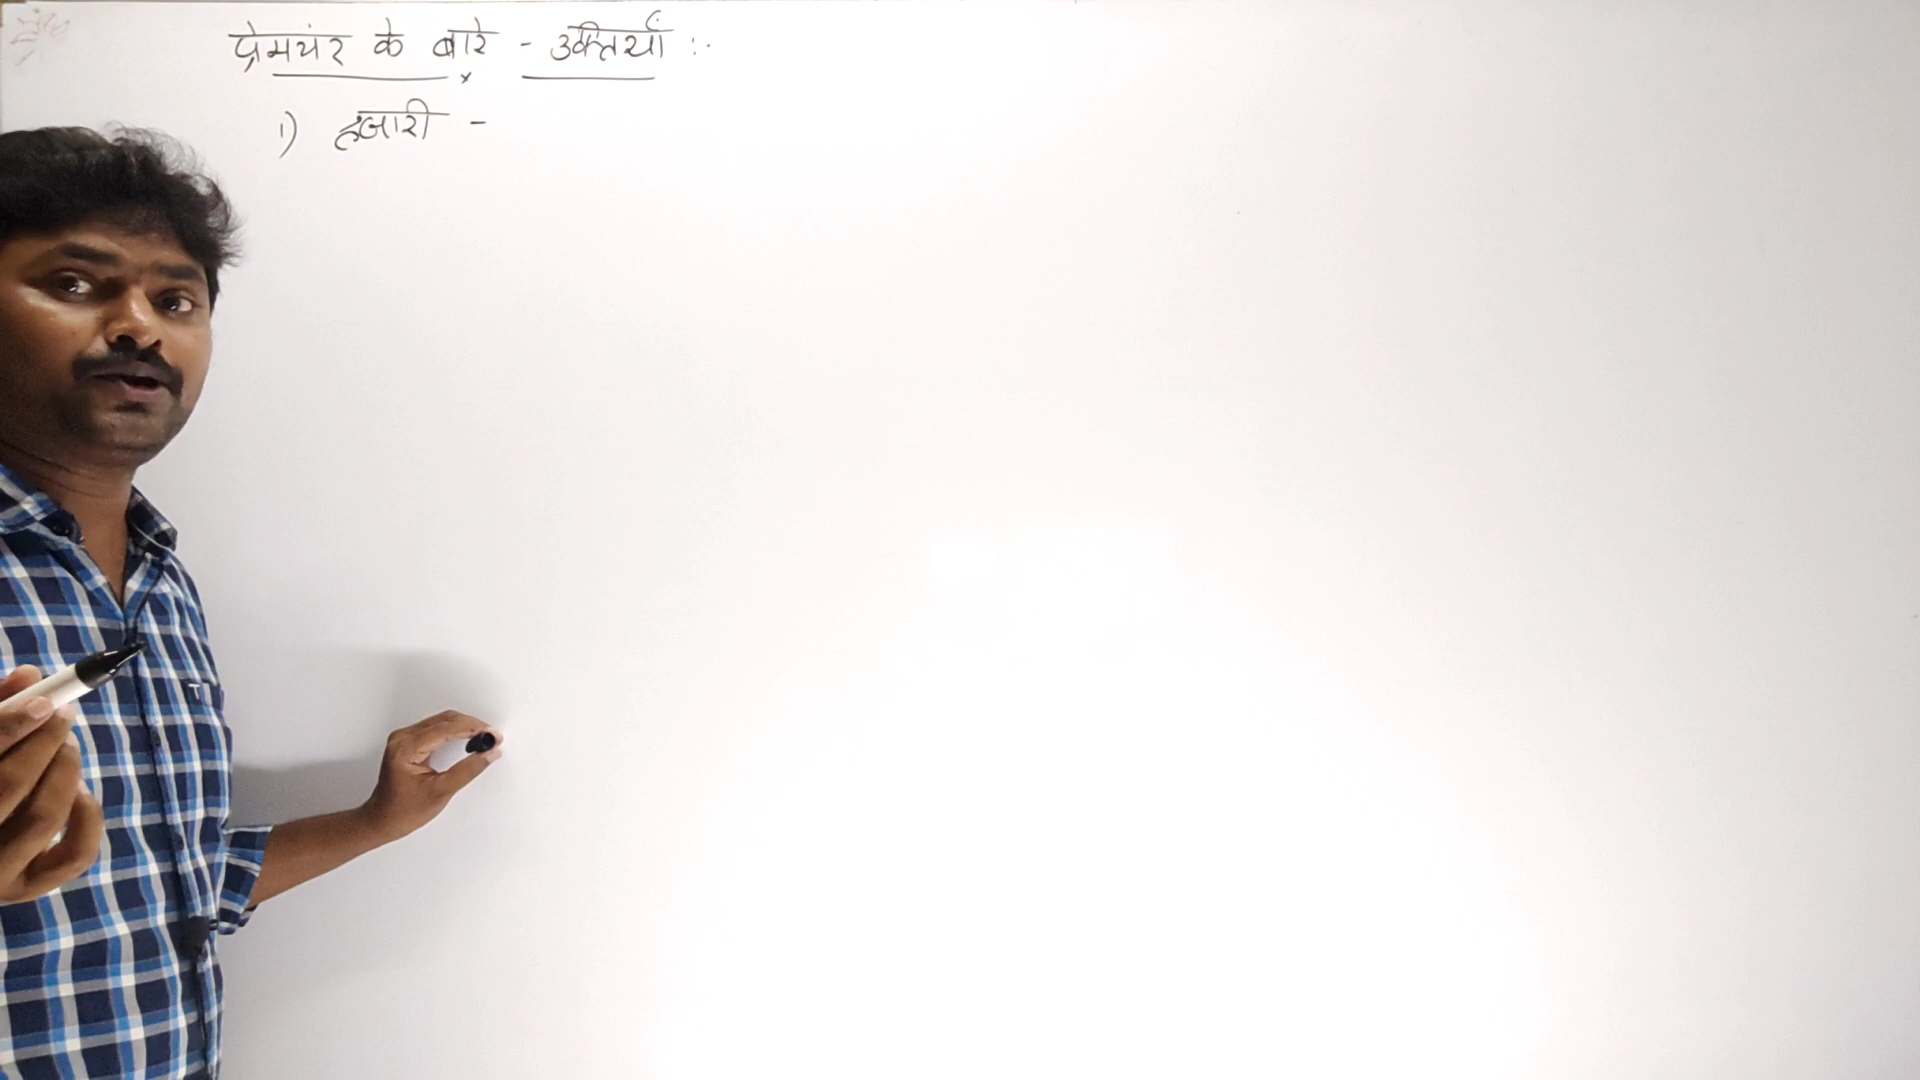 प्रेमचंद के बारे - उक्तियाँ :-
1) हजारी -
T